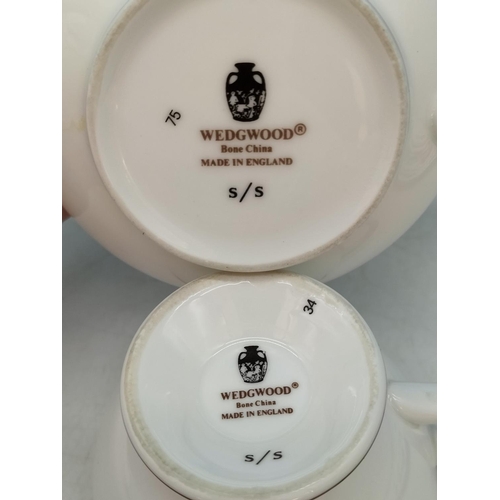 75
WEDGWOOD®
Bone China
MADE IN ENGLAND
S/S
34
WEDGWOOD®
Bone China
MADE IN ENGLAND
S/S